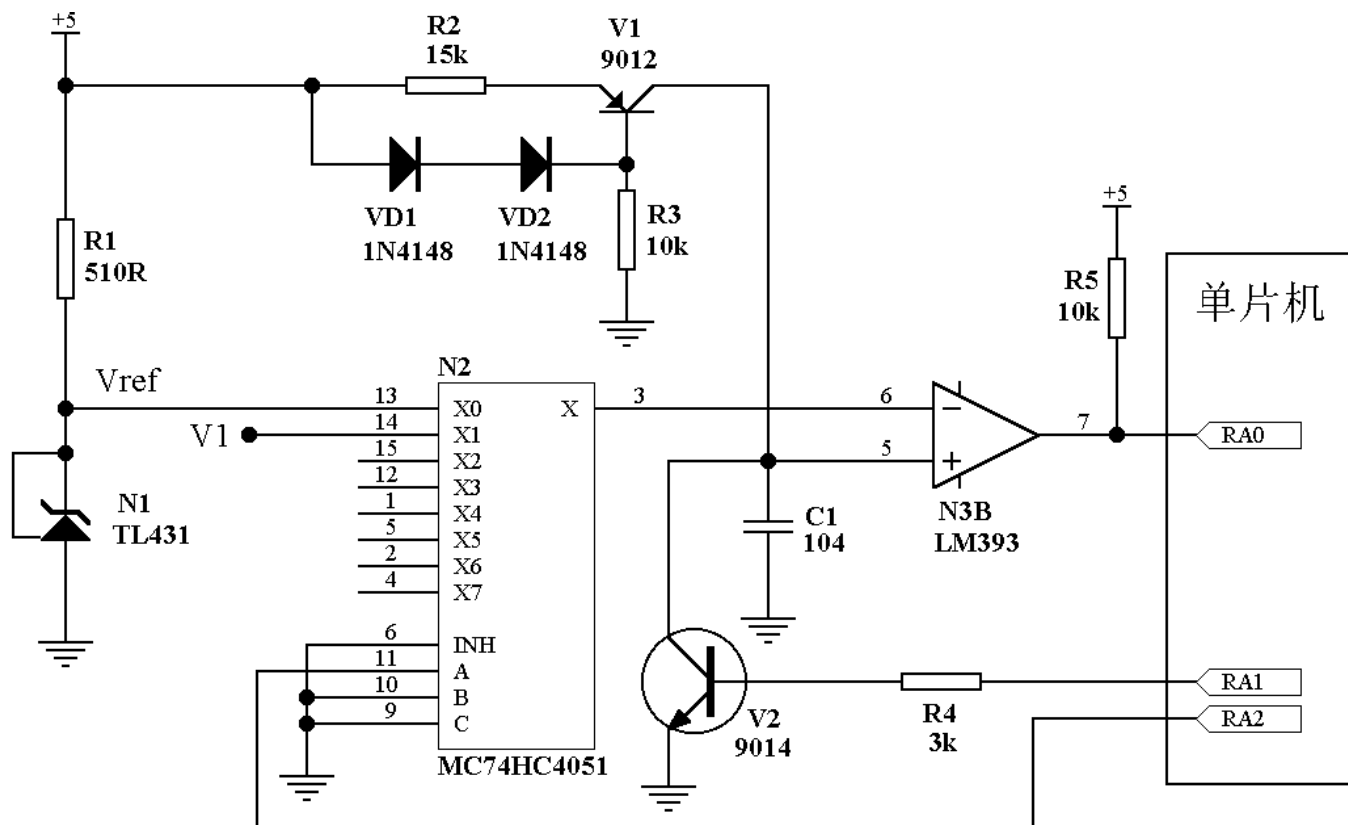 +5
R2
15k
V1
9012
VD1
1N4148
VD2
1N4148
R3
10k
R1
510R
+5
R5
10k
单片机
Vref
N2
13
X0
X
3
6
14
X1
V1
7
RA0
15
X2
5
12
X3
1
X4
5
X5
2
X6
4
X7
N1
TL431
C1
104
N3B
LM393
6
INH
11
A
10
B
9
C
MC74HC4051
V2
9014
R4
3k
RA1
RA2